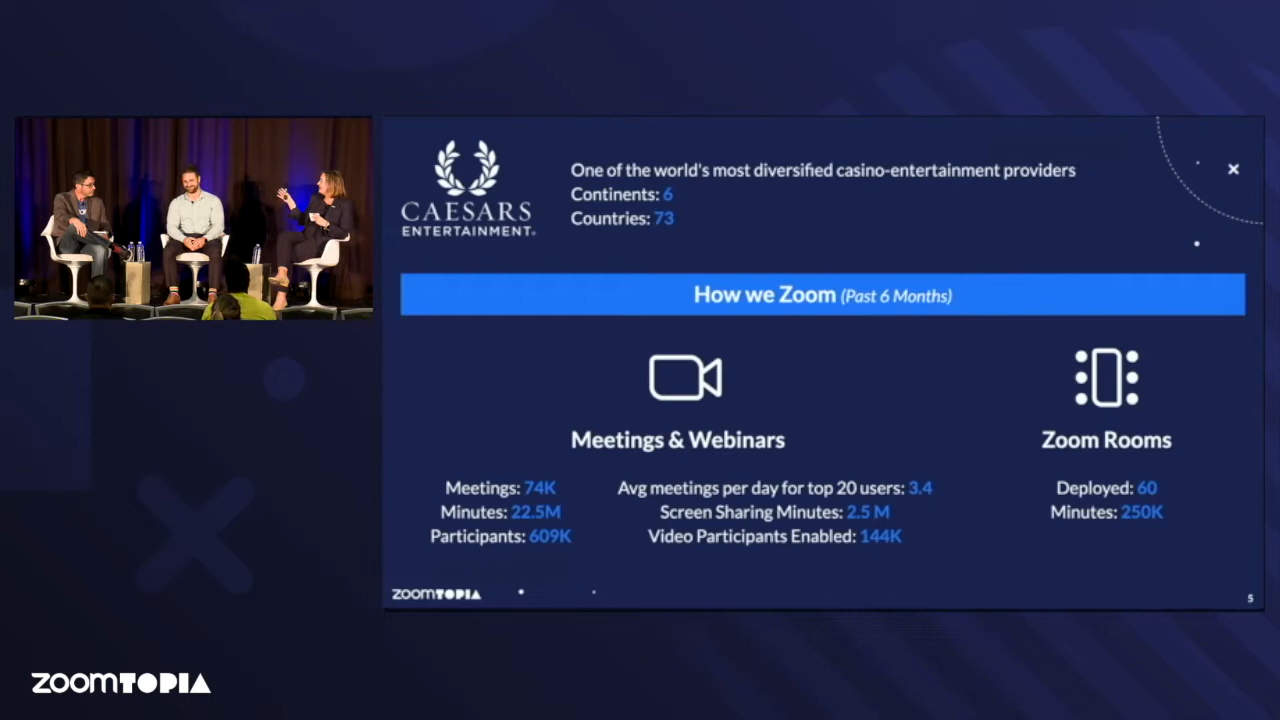 CAESARS
ENTERTAINMENT®
One of the world's most diversified casino-entertainment providers
Continents: 6
Countries: 73
How we Zoom (Past 6 Months)
Meetings & Webinars
Meetings: 74K
Minutes: 22.5M
Participants: 609K
Avg meetings per day for top 20 users: 3.4
Screen Sharing Minutes: 2.5 M
Video Participants Enabled: 144K
Zoom Rooms
Deployed: 60
Minutes: 250K
zoomTOPIA
5
zoomTOPIA